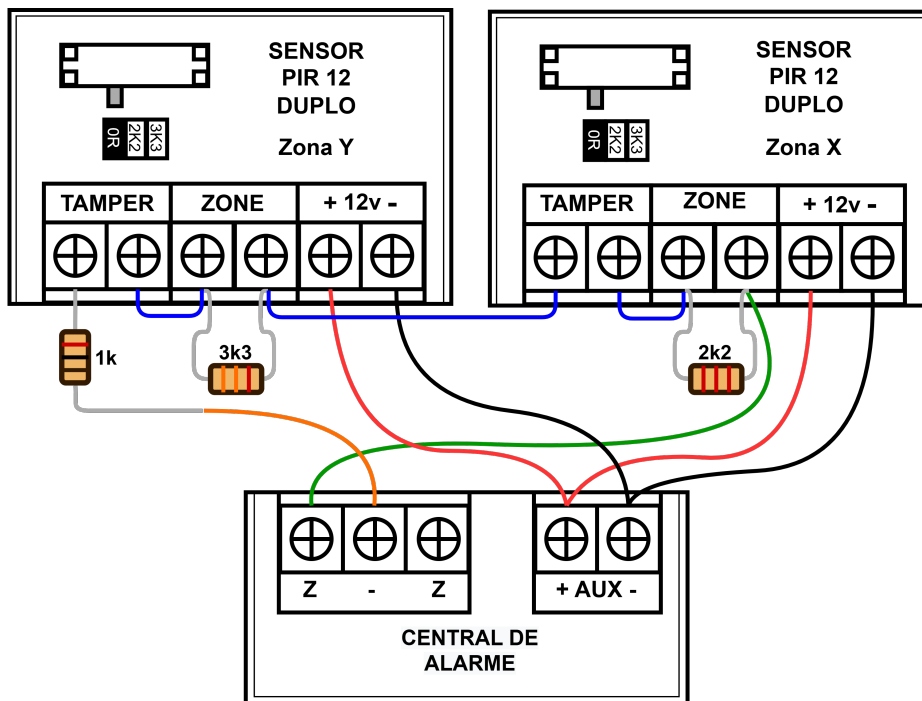 SENSOR
PIR 12
DUPLO
Zona Y
0R
2K2
3K3
TAMPER
ZONE
+ 12v -
SENSOR
PIR 12
DUPLO
Zona X
0R
2K2
3K3
TAMPER
ZONE
+ 12v -
1k
3k3
2k2
Z - Z
+ AUX -
CENTRAL DE
ALARME